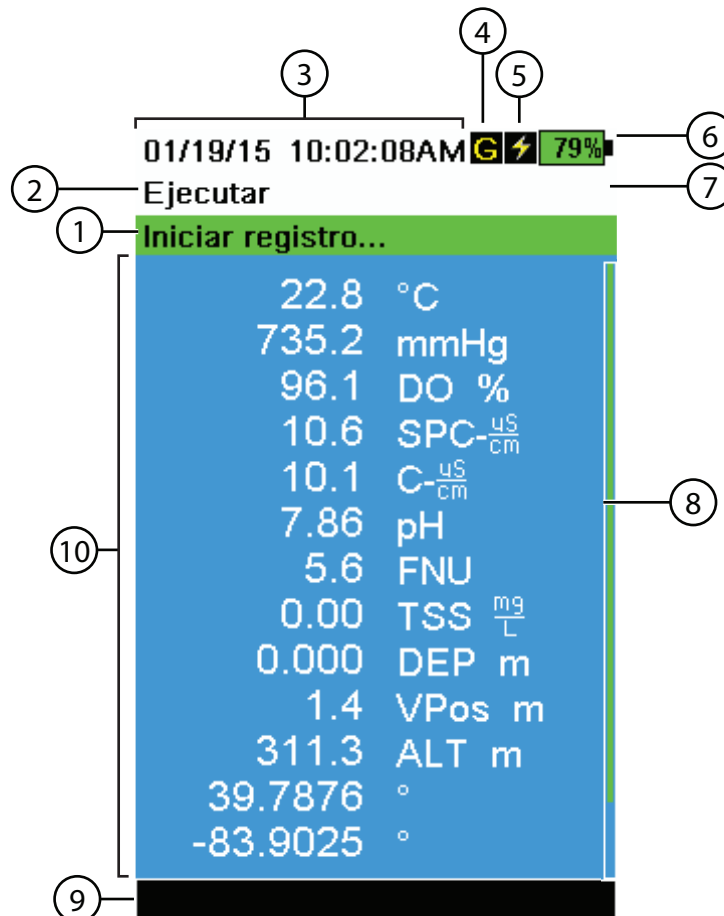 4
3
5
01/19/15 10:02:08AM G 79% 6
2 Ejecutar 7
1 Iniciar registro...
22.8 °C
735.2 mmHg
96.1 DO %
10.6 SPC-uS/cm
10.1 C-uS/cm
8
7.86 pH
10
5.6 FNU
0.00 TSS mg/L
0.000 DEP m
1.4 VPos m
311.3 ALT m
39.7876 °
-83.9025 °
9